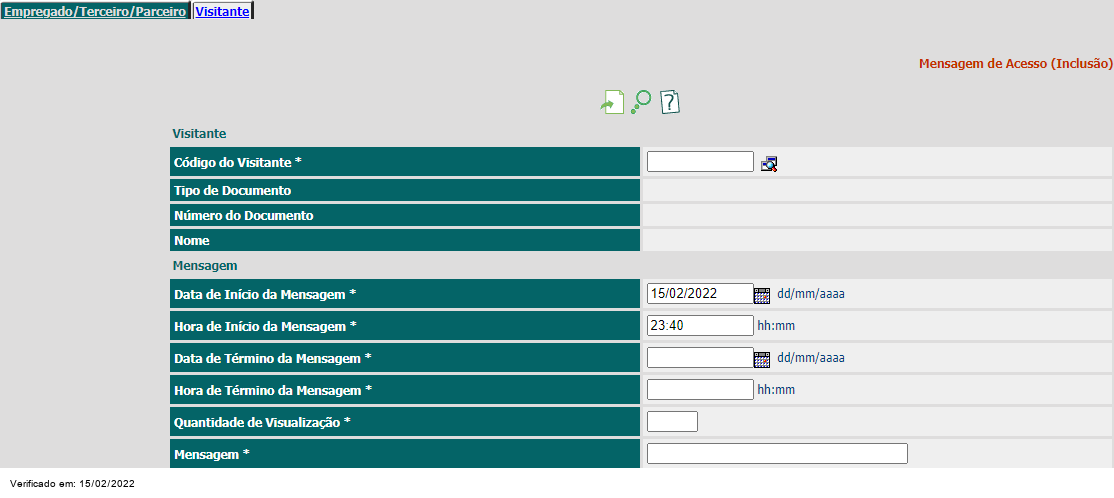 Empregado/Terceiro/Parceiro Visitante
Mensagem de Acesso (Inclusão)
?
Visitante
Código do Visitante *
Tipo de Documento
Número do Documento
Nome
Mensagem
Data de Início da Mensagem * 15/02/2022 dd/mm/aaaa
Hora de Início da Mensagem * 23:40 hh:mm
Data de Término da Mensagem * dd/mm/aaaa
Hora de Término da Mensagem * hh:mm
Quantidade de Visualização *
Mensagem *
Verificado em: 15/02/2022